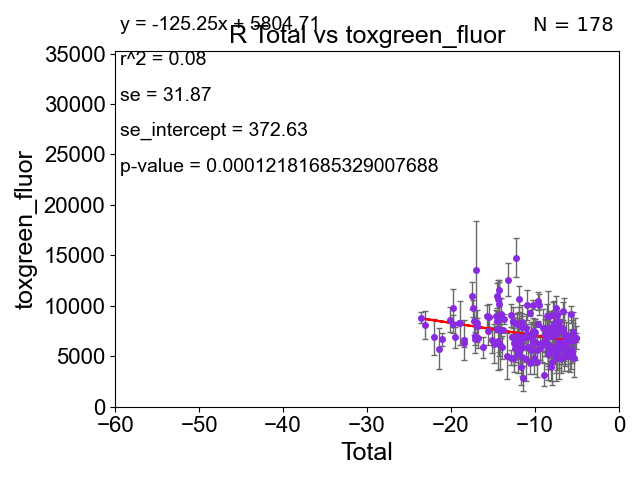 y = -125.25x + 5804.71
N = 178
R Total vs toxgreen_fluor
r^2 = 0.08
se = 31.87
se_intercept = 372.63
p-value = 0.00012181685329007688
35000
30000
25000
20000
15000
10000
5000
0
toxgreen_fluor
−60 −50 −40 −30 −20 −10 0
Total